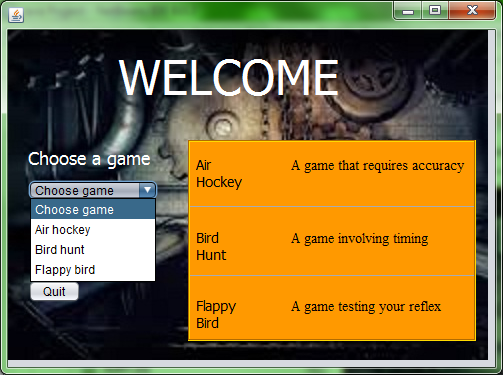 WELCOME
Choose a game
Choose game
Choose game
Air hockey
Bird hunt
Flappy bird
Quit
Air
Hockey
A game that requires accuracy
Bird
Hunt
A game involving timing
Flappy
Bird
A game testing your reflex